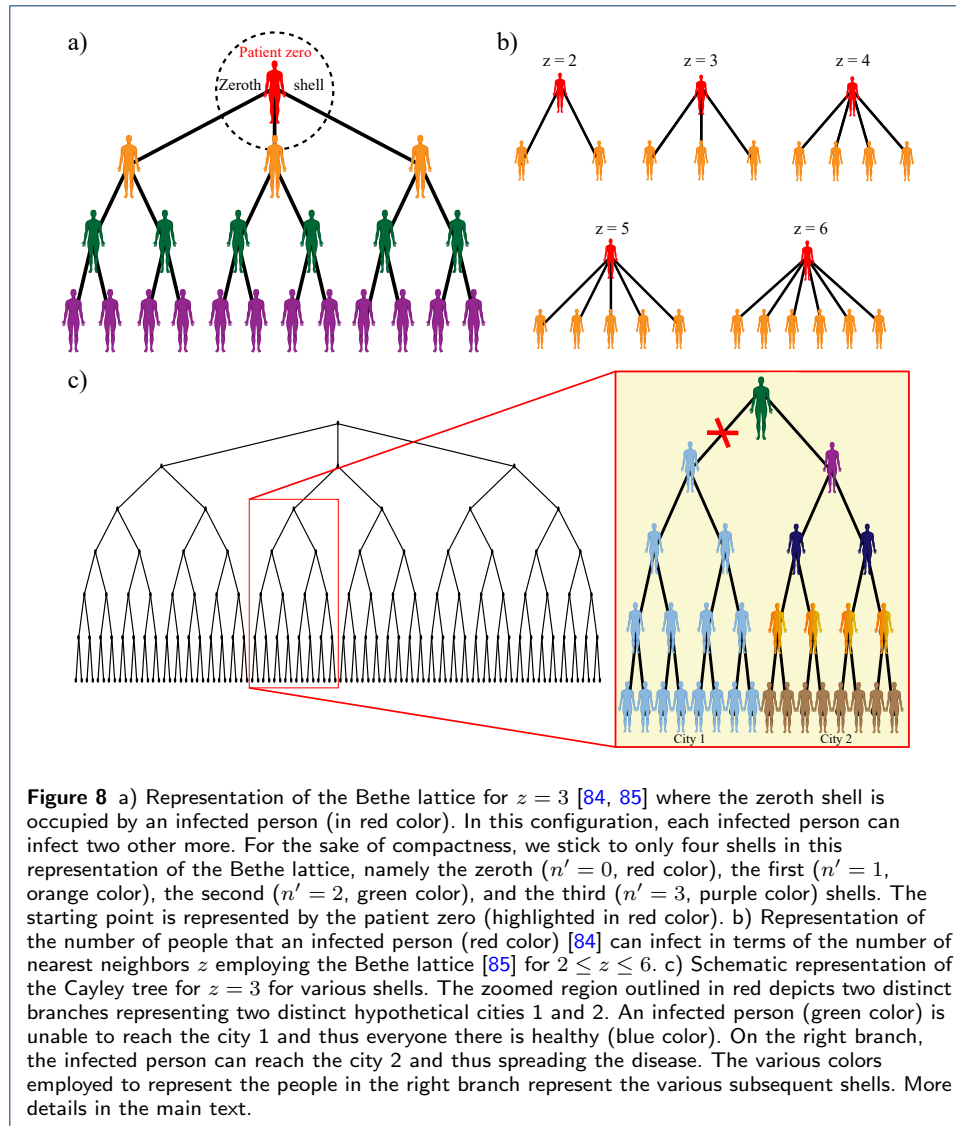 a)
Patient zero
Zeroth shell
b)
z = 2
z = 3
z = 4
z = 5
z = 6
c)
City 1
City 2
Figure 8 a) Representation of the Bethe lattice for z = 3 [84, 85] where the zeroth shell is
occupied by an infected person (in red color). In this configuration, each infected person can
infect two other more. For the sake of compactness, we stick to only four shells in this
representation of the Bethe lattice, namely the zeroth (n′ = 0, red color), the first (n′ = 1,
orange color), the second (n′ = 2, green color), and the third (n′ = 3, purple color) shells. The
starting point is represented by the patient zero (highlighted in red color). b) Representation of
the number of people that an infected person (red color) [84] can infect in terms of the number of
nearest neighbors z employing the Bethe lattice [85] for 2 ≤ z ≤ 6. c) Schematic representation of
the Cayley tree for z = 3 for various shells. The zoomed region outlined in red depicts two distinct
branches representing two distinct hypothetical cities 1 and 2. An infected person (green color) is
unable to reach the city 1 and thus everyone there is healthy (blue color). On the right branch,
the infected person can reach the city 2 and thus spreading the disease. The various colors
employed to represent the people in the right branch represent the various subsequent shells. More
details in the main text.